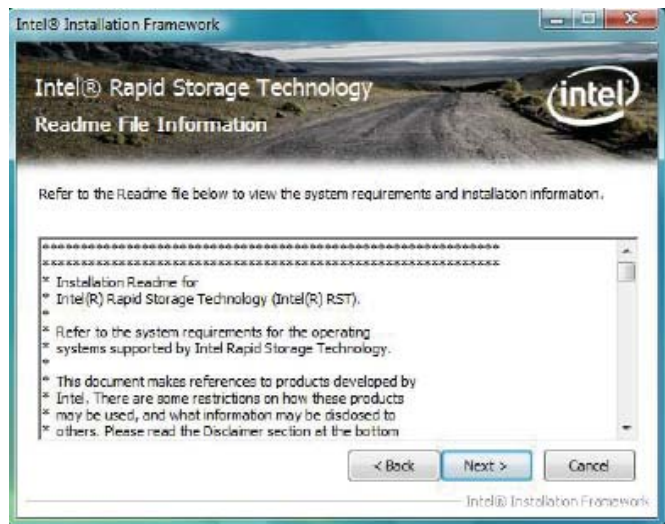 Intel® Installation Framework
Intel® Rapid Storage Technology
Readme File Information
intel
Refer to the Readme file below to view the system requirements and installation information.
************************************************************
************************************************************
* Installation Readme for
* Intel(R) Rapid Storage Technology (Intel(R) RST).
*
* Refer to the system requirements for the operating
* systems supported by Intel Rapid Storage Technology.
*
* This document makes references to products developed by
* Intel. There are some restrictions on how these products
* may be used, and what information may be disclosed to
* others. Please read the Disclaimer section at the bottom
< Back Next > Cancel
Intel® Installation Framework